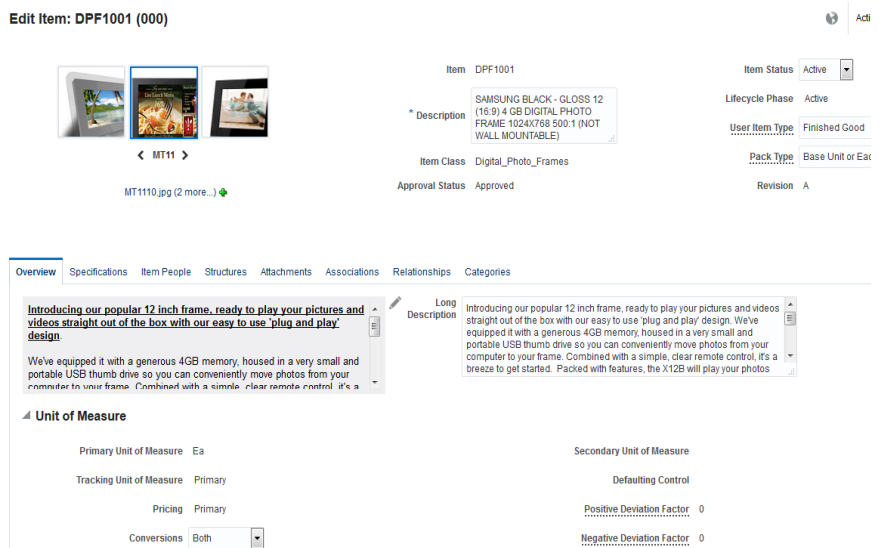 Edit Item: DPF1001 (000)
Acti
Item DPF1001
Item Status Active
* Description SAMSUNG BLACK - GLOSS 12
(16:9) 4 GB DIGITAL PHOTO
FRAME 1024X768 500:1 (NOT
WALL MOUNTABLE)
Lifecycle Phase Active
User Item Type Finished Good
MT11
Item Class Digital_Photo_Frames
Pack Type Base Unit or Eac
MT1110.jpg (2 more...)
Approval Status Approved
Revision A
Overview Specifications Item People Structures Attachments Associations Relationships Categories
Introducing our popular 12 inch frame, ready to play your pictures and
videos straight out of the box with our easy to use 'plug and play'
design.
We've equipped it with a generous 4GB memory, housed in a very small and
portable USB thumb drive so you can conveniently move photos from your
computer to your frame. Combined with a simple, clear remote control, it's a
Long
Description
Introducing our popular 12 inch frame, ready to play your pictures and videos
straight out of the box with our easy to use 'plug and play' design. We've
equipped it with a generous 4GB memory, housed in a very small and
portable USB thumb drive so you can conveniently move photos from your
computer to your frame. Combined with a simple, clear remote control, it's a
breeze to get started.  Packed with features, the X12B will play your photos
Unit of Measure
Primary Unit of Measure Ea
Secondary Unit of Measure
Tracking Unit of Measure Primary
Defaulting Control
Pricing Primary
Positive Deviation Factor 0
Conversions Both
Negative Deviation Factor 0